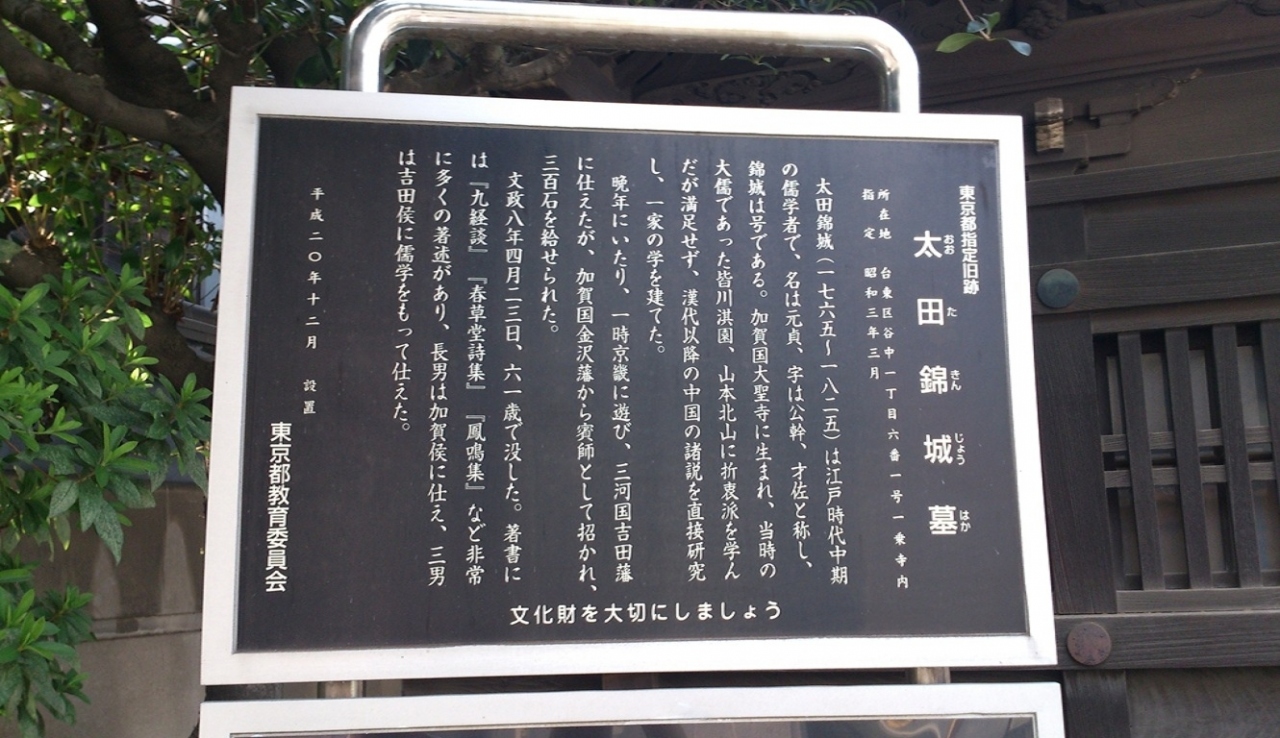 東京都指定旧跡
太田錦城墓
おおたきんじょうはか
所在地 台東区谷中一丁目六番一号一乗寺内
指定 昭和三年三月
太田錦城(一七六五~一八二五)は江戸時代中期
の儒学者で、名は元貞、字は公幹、才佐と称し、
錦城は号である。加賀国大聖寺に生まれ、当時の
大儒であった皆川淇園、山本北山に折衷派を学ん
だが満足せず、漢代以降の中国の諸説を直接研究
し、一家の学を建てた。
晩年にいたり、一時京畿に遊び、三河国吉田藩
に仕えたが、加賀国金沢藩から賓師として招かれ、
三百石を給せられた。
文政八年四月二三日、六一歳で没した。著書に
は『九経談』『春草堂詩集』『鳳鳴集』など非常
に多くの著述があり、長男は加賀侯に仕え、三男
は吉田侯に儒学をもって仕えた。
平成二〇年十二月 設置
東京都教育委員会
文化財を大切にしましょう